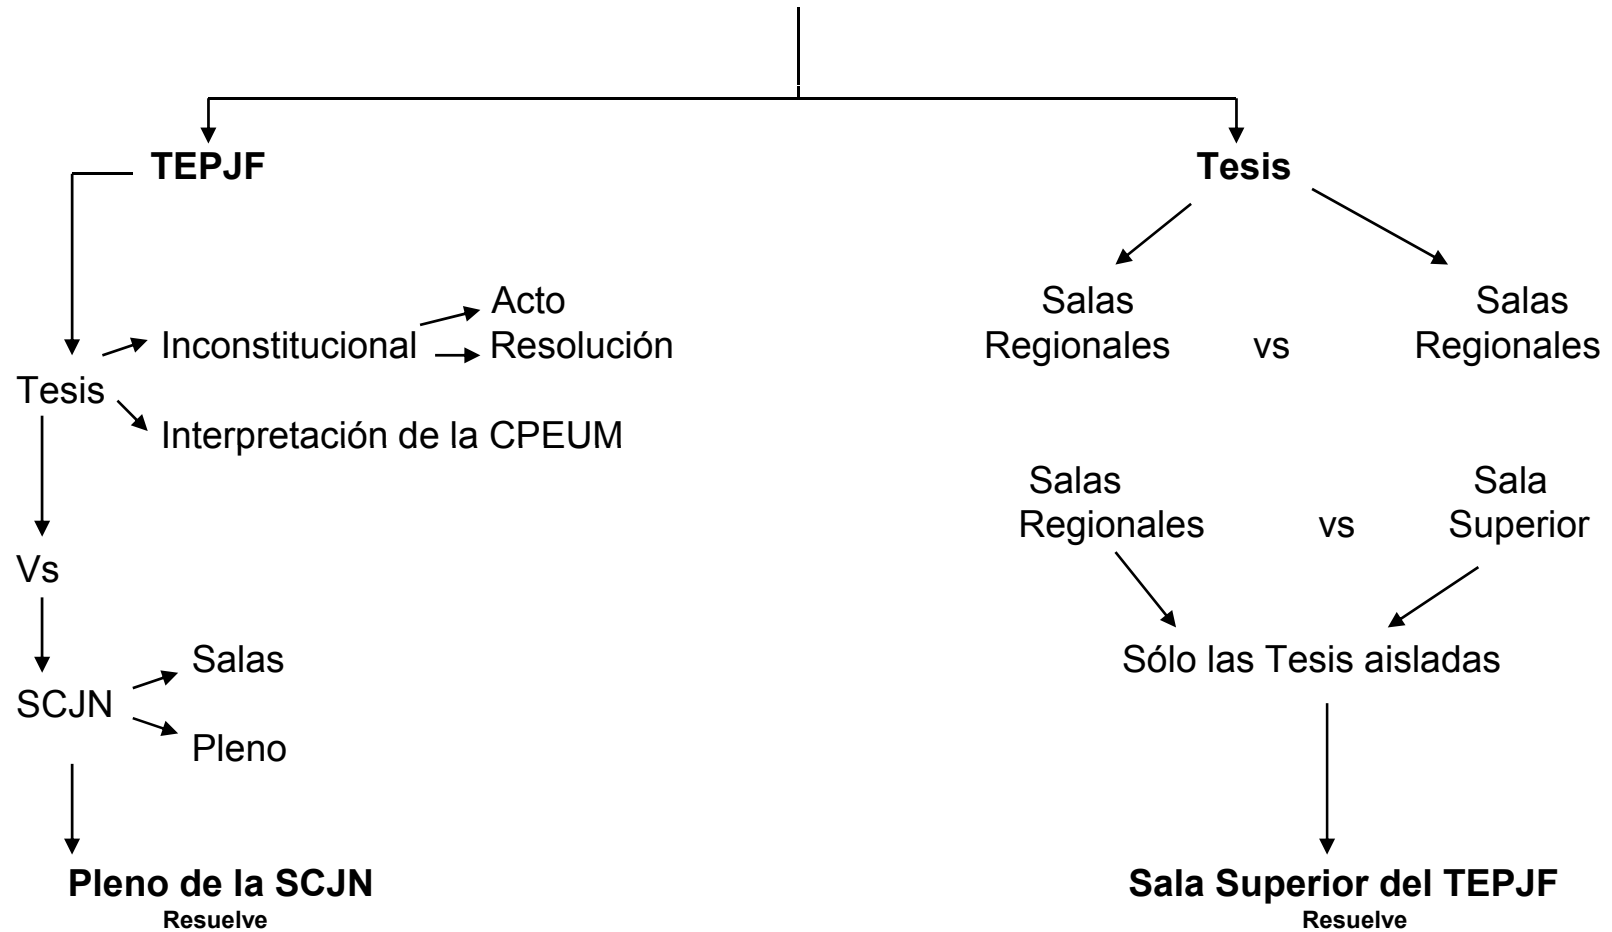 TEPJF
Tesis
Inconstitucional
Acto
Resolución
Tesis
Interpretación de la CPEUM
Vs
SCJN
Salas
Pleno
Pleno de la SCJN
Resuelve
Salas
Regionales
vs
Salas
Regionales
Salas
Regionales
vs
Sala
Superior
Sólo las Tesis aisladas
Sala Superior del TEPJF
Resuelve